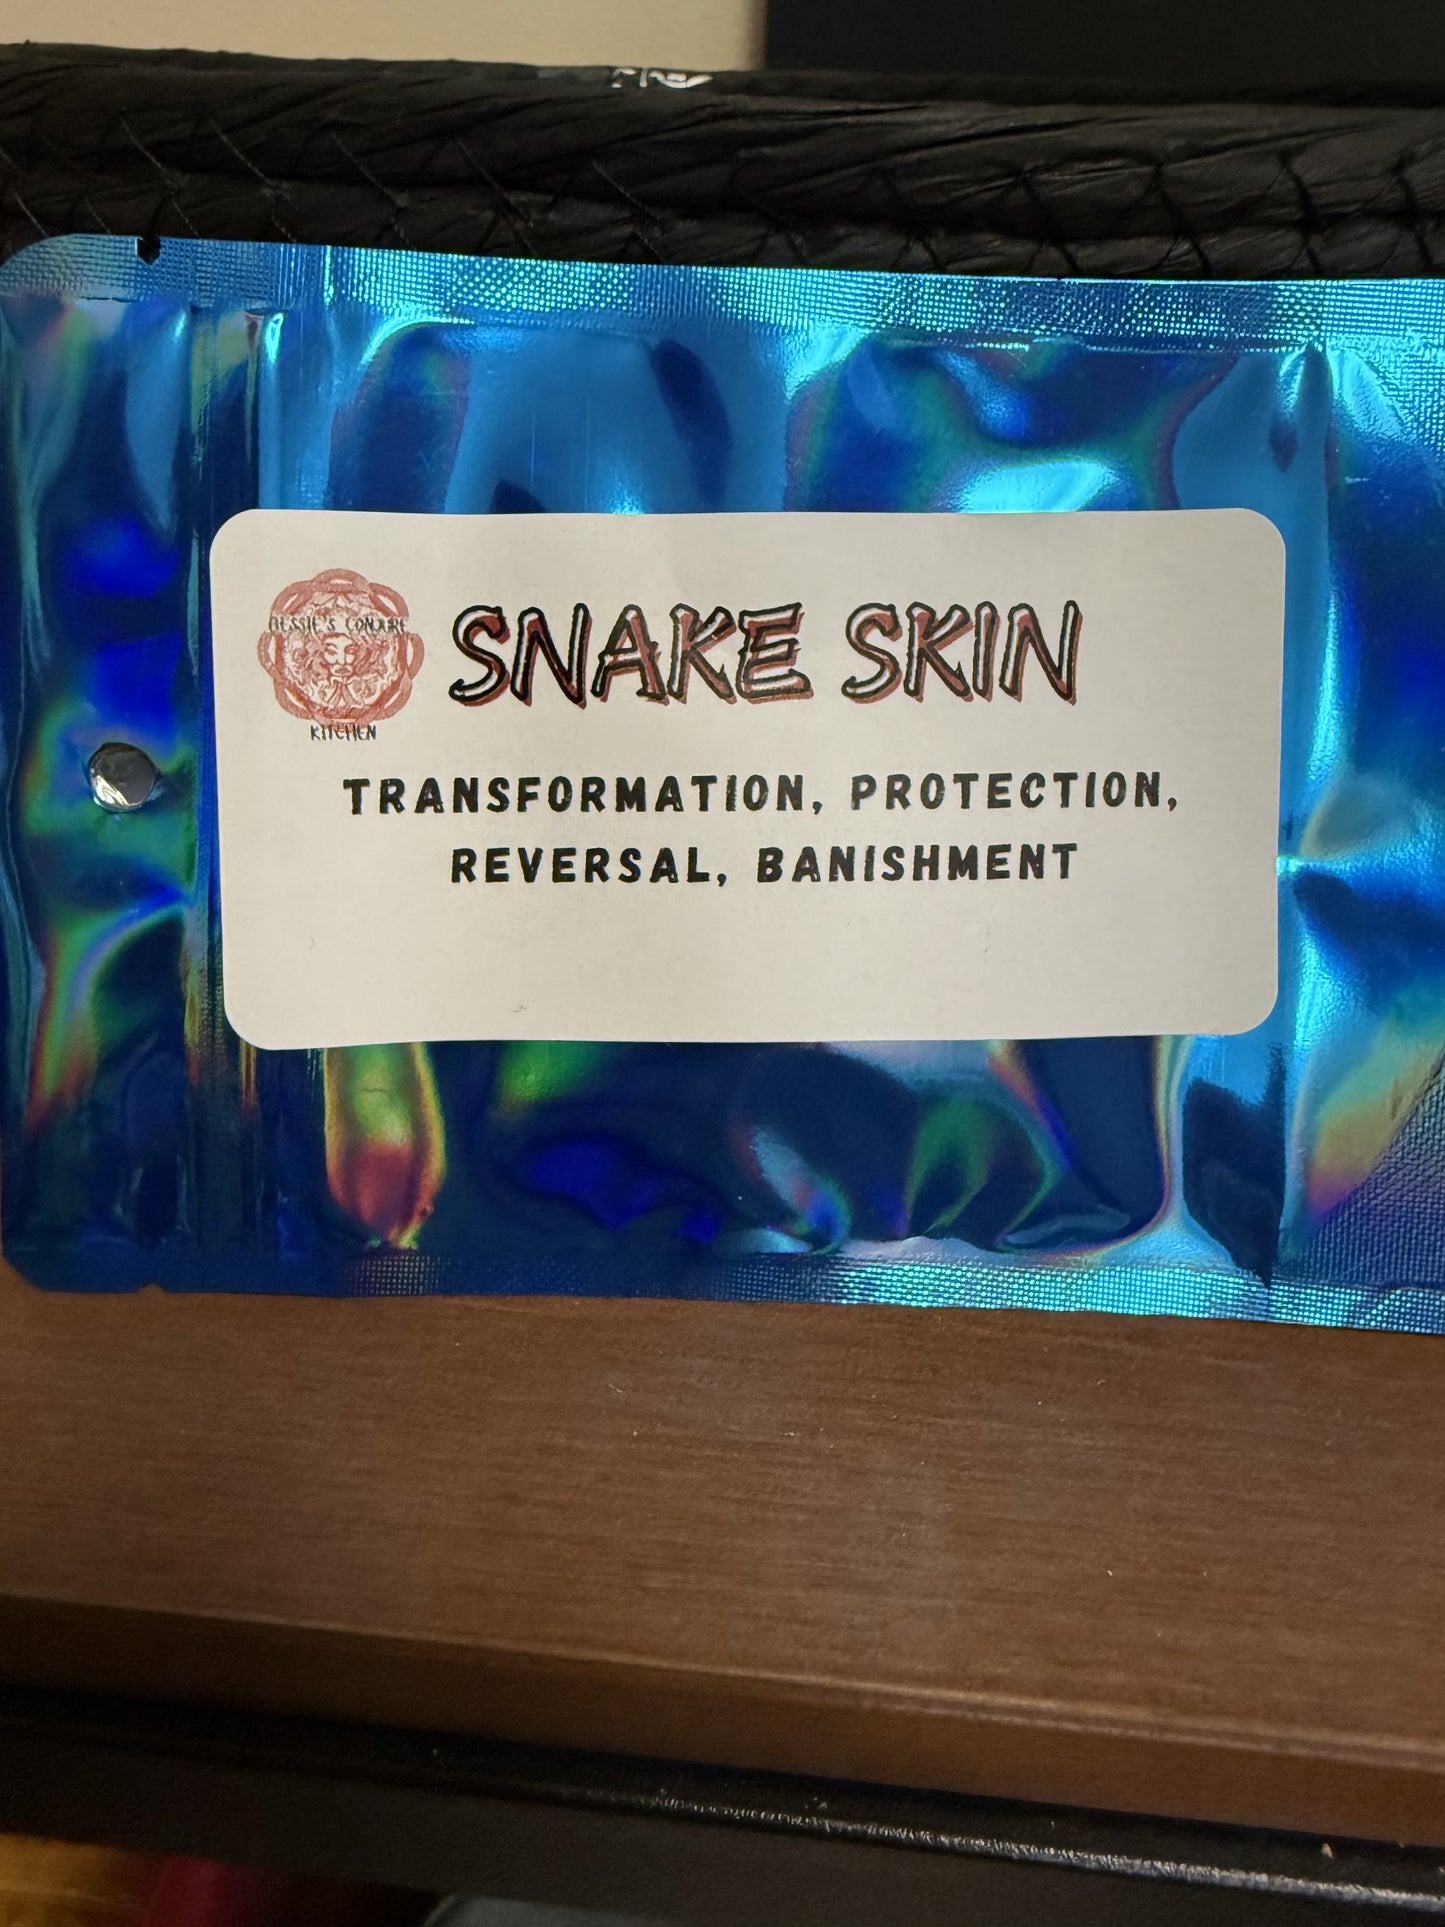 BESSIE'S CONJURE
KITCHEN
SNAKE SKIN
TRANSFORMATION, PROTECTION,
REVERSAL, BANISHMENT